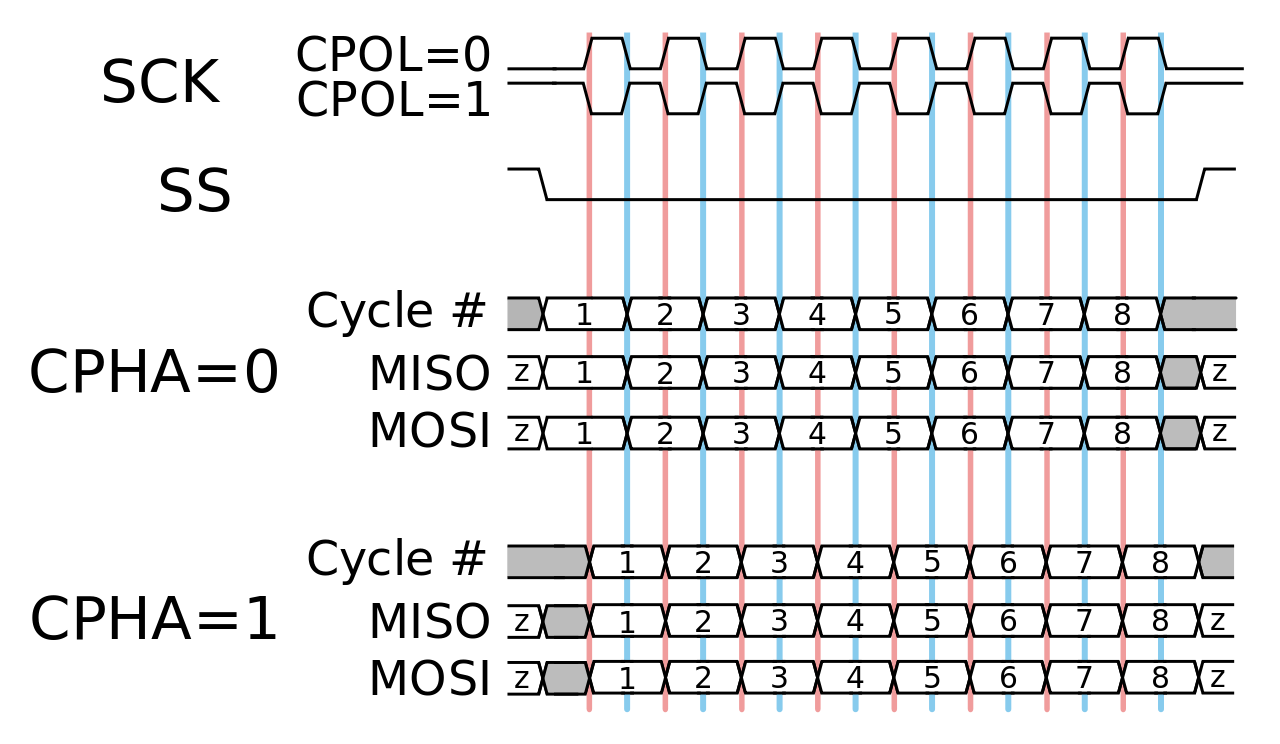 SCK CPOL=0
CPOL=1
SS
Cycle # 1 2 3 4 5 6 7 8
CPHA=0 MISO z 1 2 3 4 5 6 7 8 z
MOSI z 1 2 3 4 5 6 7 8 z
Cycle # 1 2 3 4 5 6 7 8
CPHA=1 MISO z 1 2 3 4 5 6 7 8 z
MOSI z 1 2 3 4 5 6 7 8 z